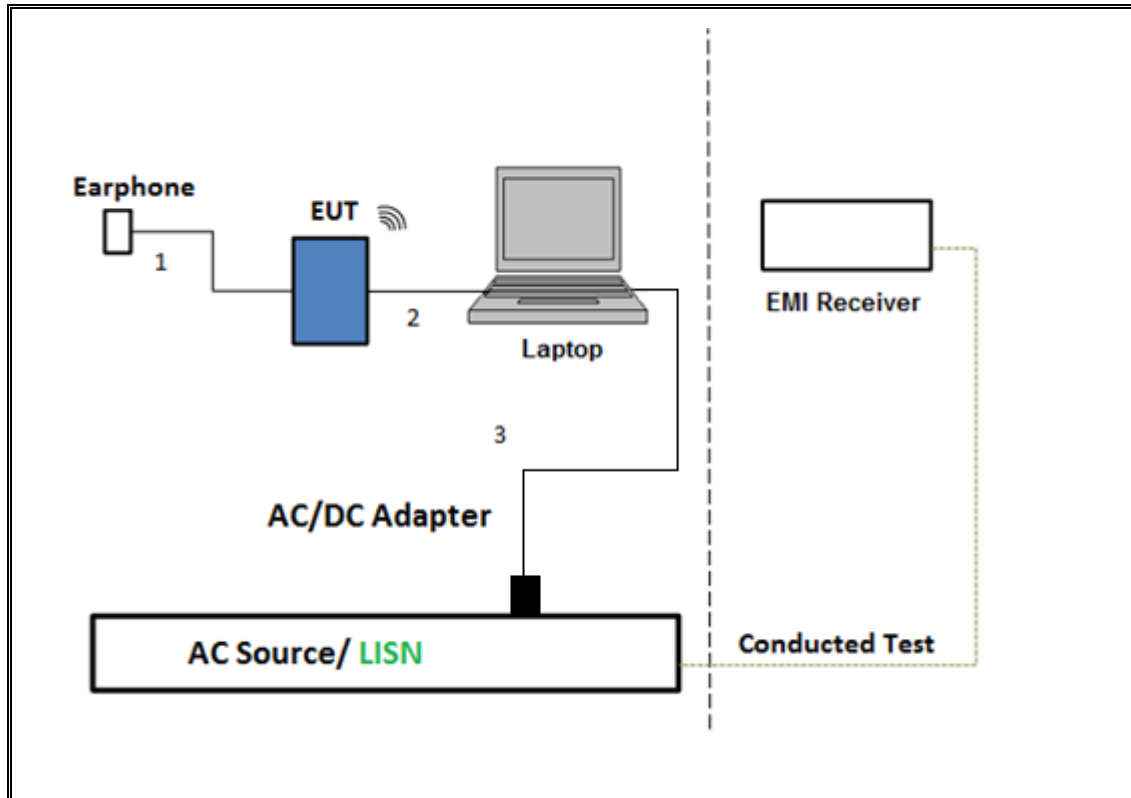 Earphone
EUT
1
2
Laptop
EMI Receiver
3
AC/DC Adapter
AC Source/ LISN
Conducted Test